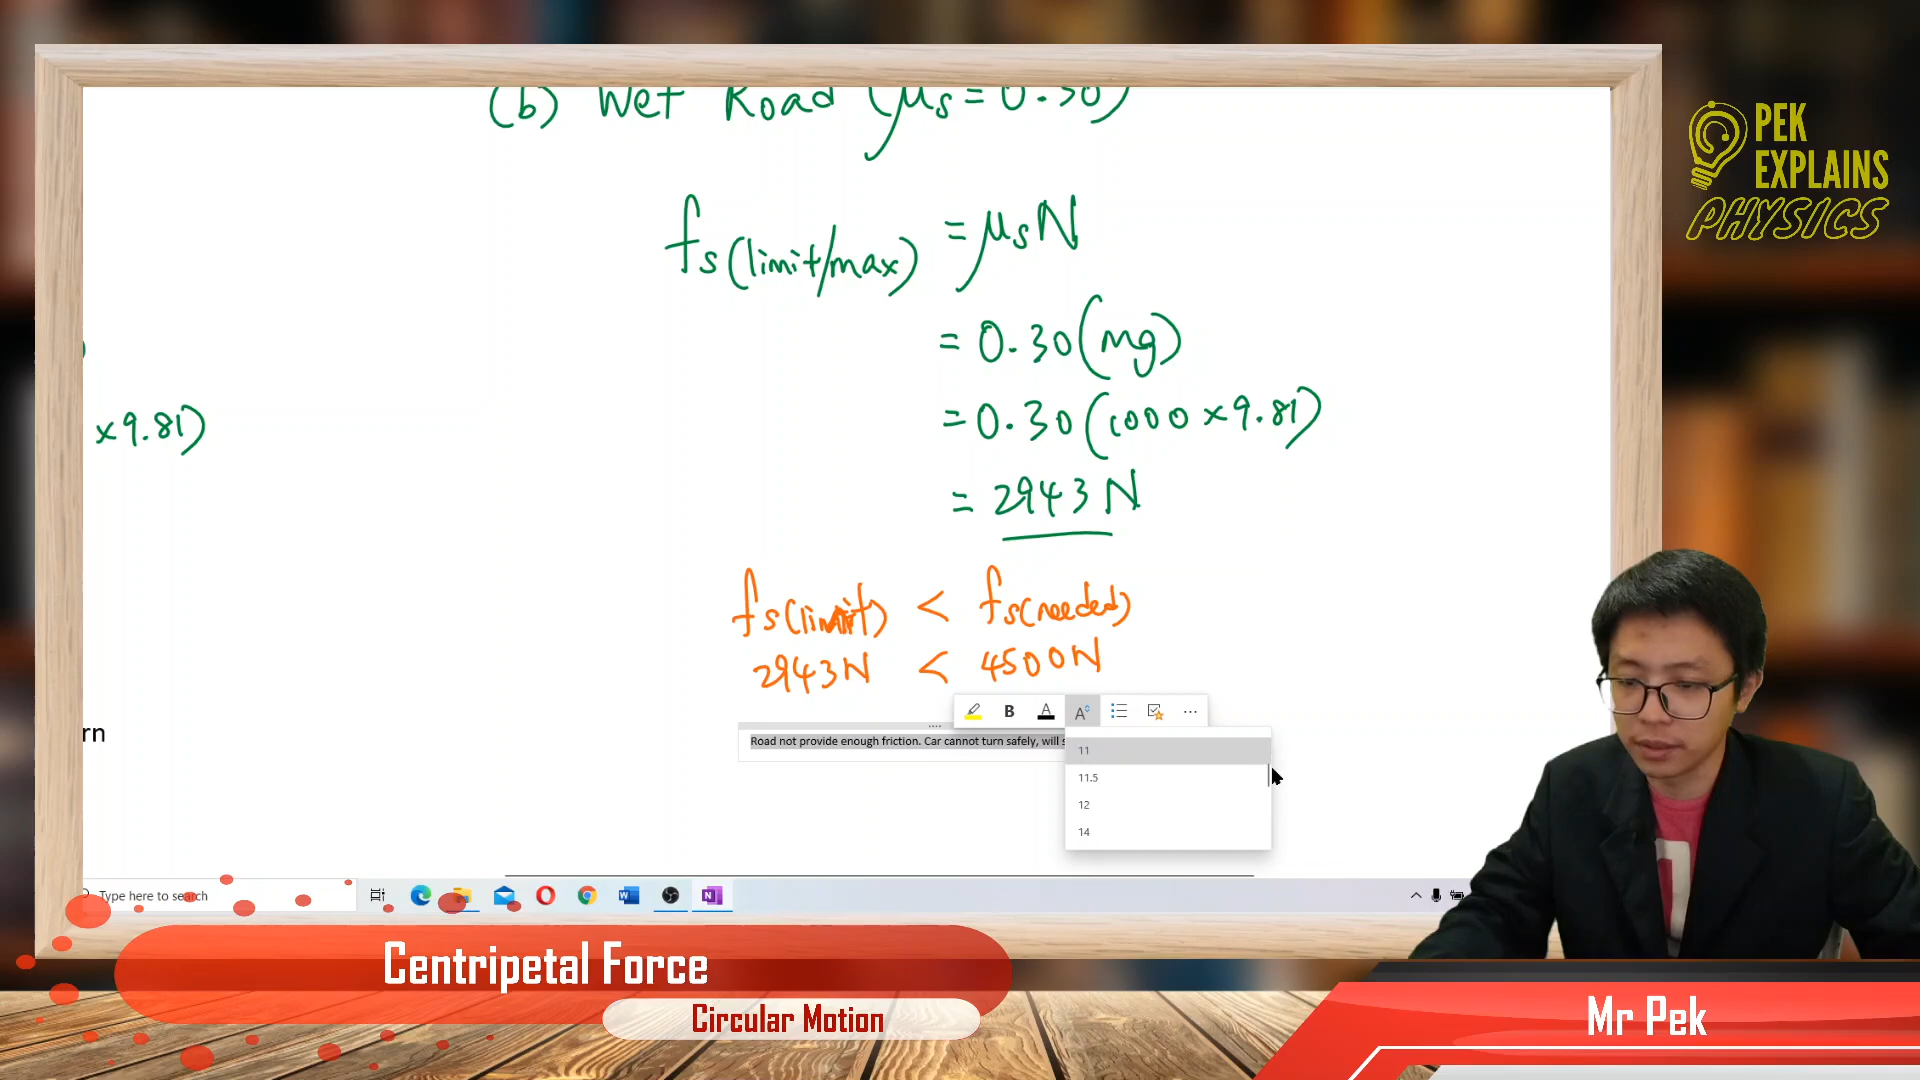 (b) Wet Road (μs = 0.30)
fs (limit/max) = μsN
= 0.30 (mg)
= 0.30 (1000 × 9.81)
× 9.81)
= 2943 N
fs(limit) < fs(needed)
2943N < 4500N
B A A
Road not provide enough friction. Car cannot turn safely, will s
rn
11
11.5
12
14
Type here to search
PEK
EXPLAINS
PHYSICS
Centripetal Force
Circular Motion
Mr Pek